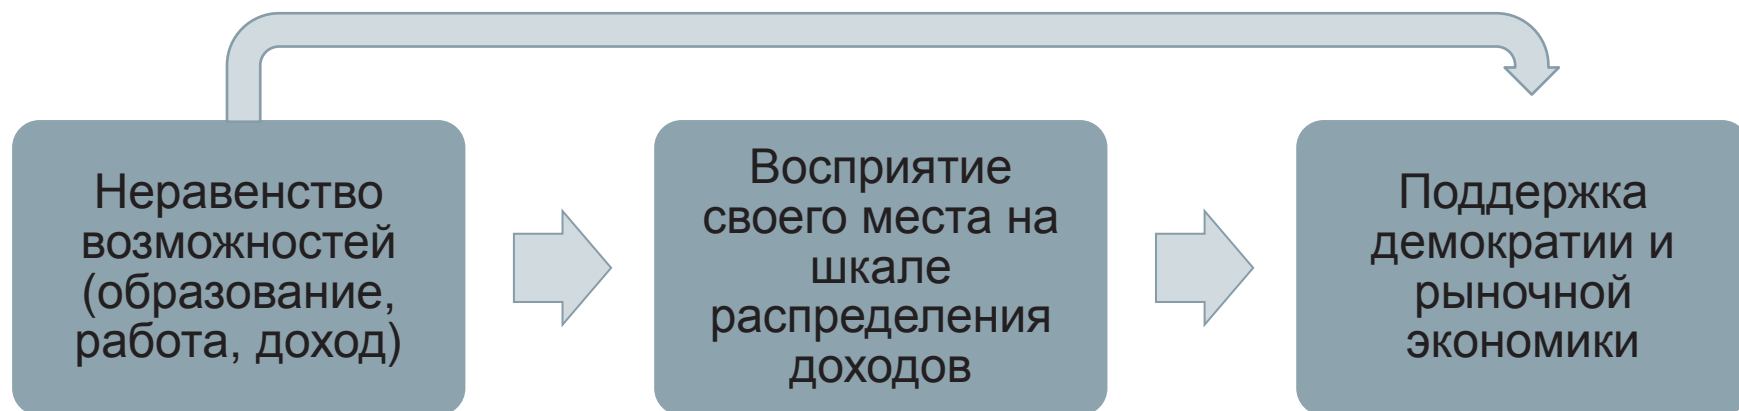 Неравенство
возможностей
(образование,
работа, доход)
Восприятие
своего места на
шкале
распределения
доходов
Поддержка
демократии и
рыночной
экономики